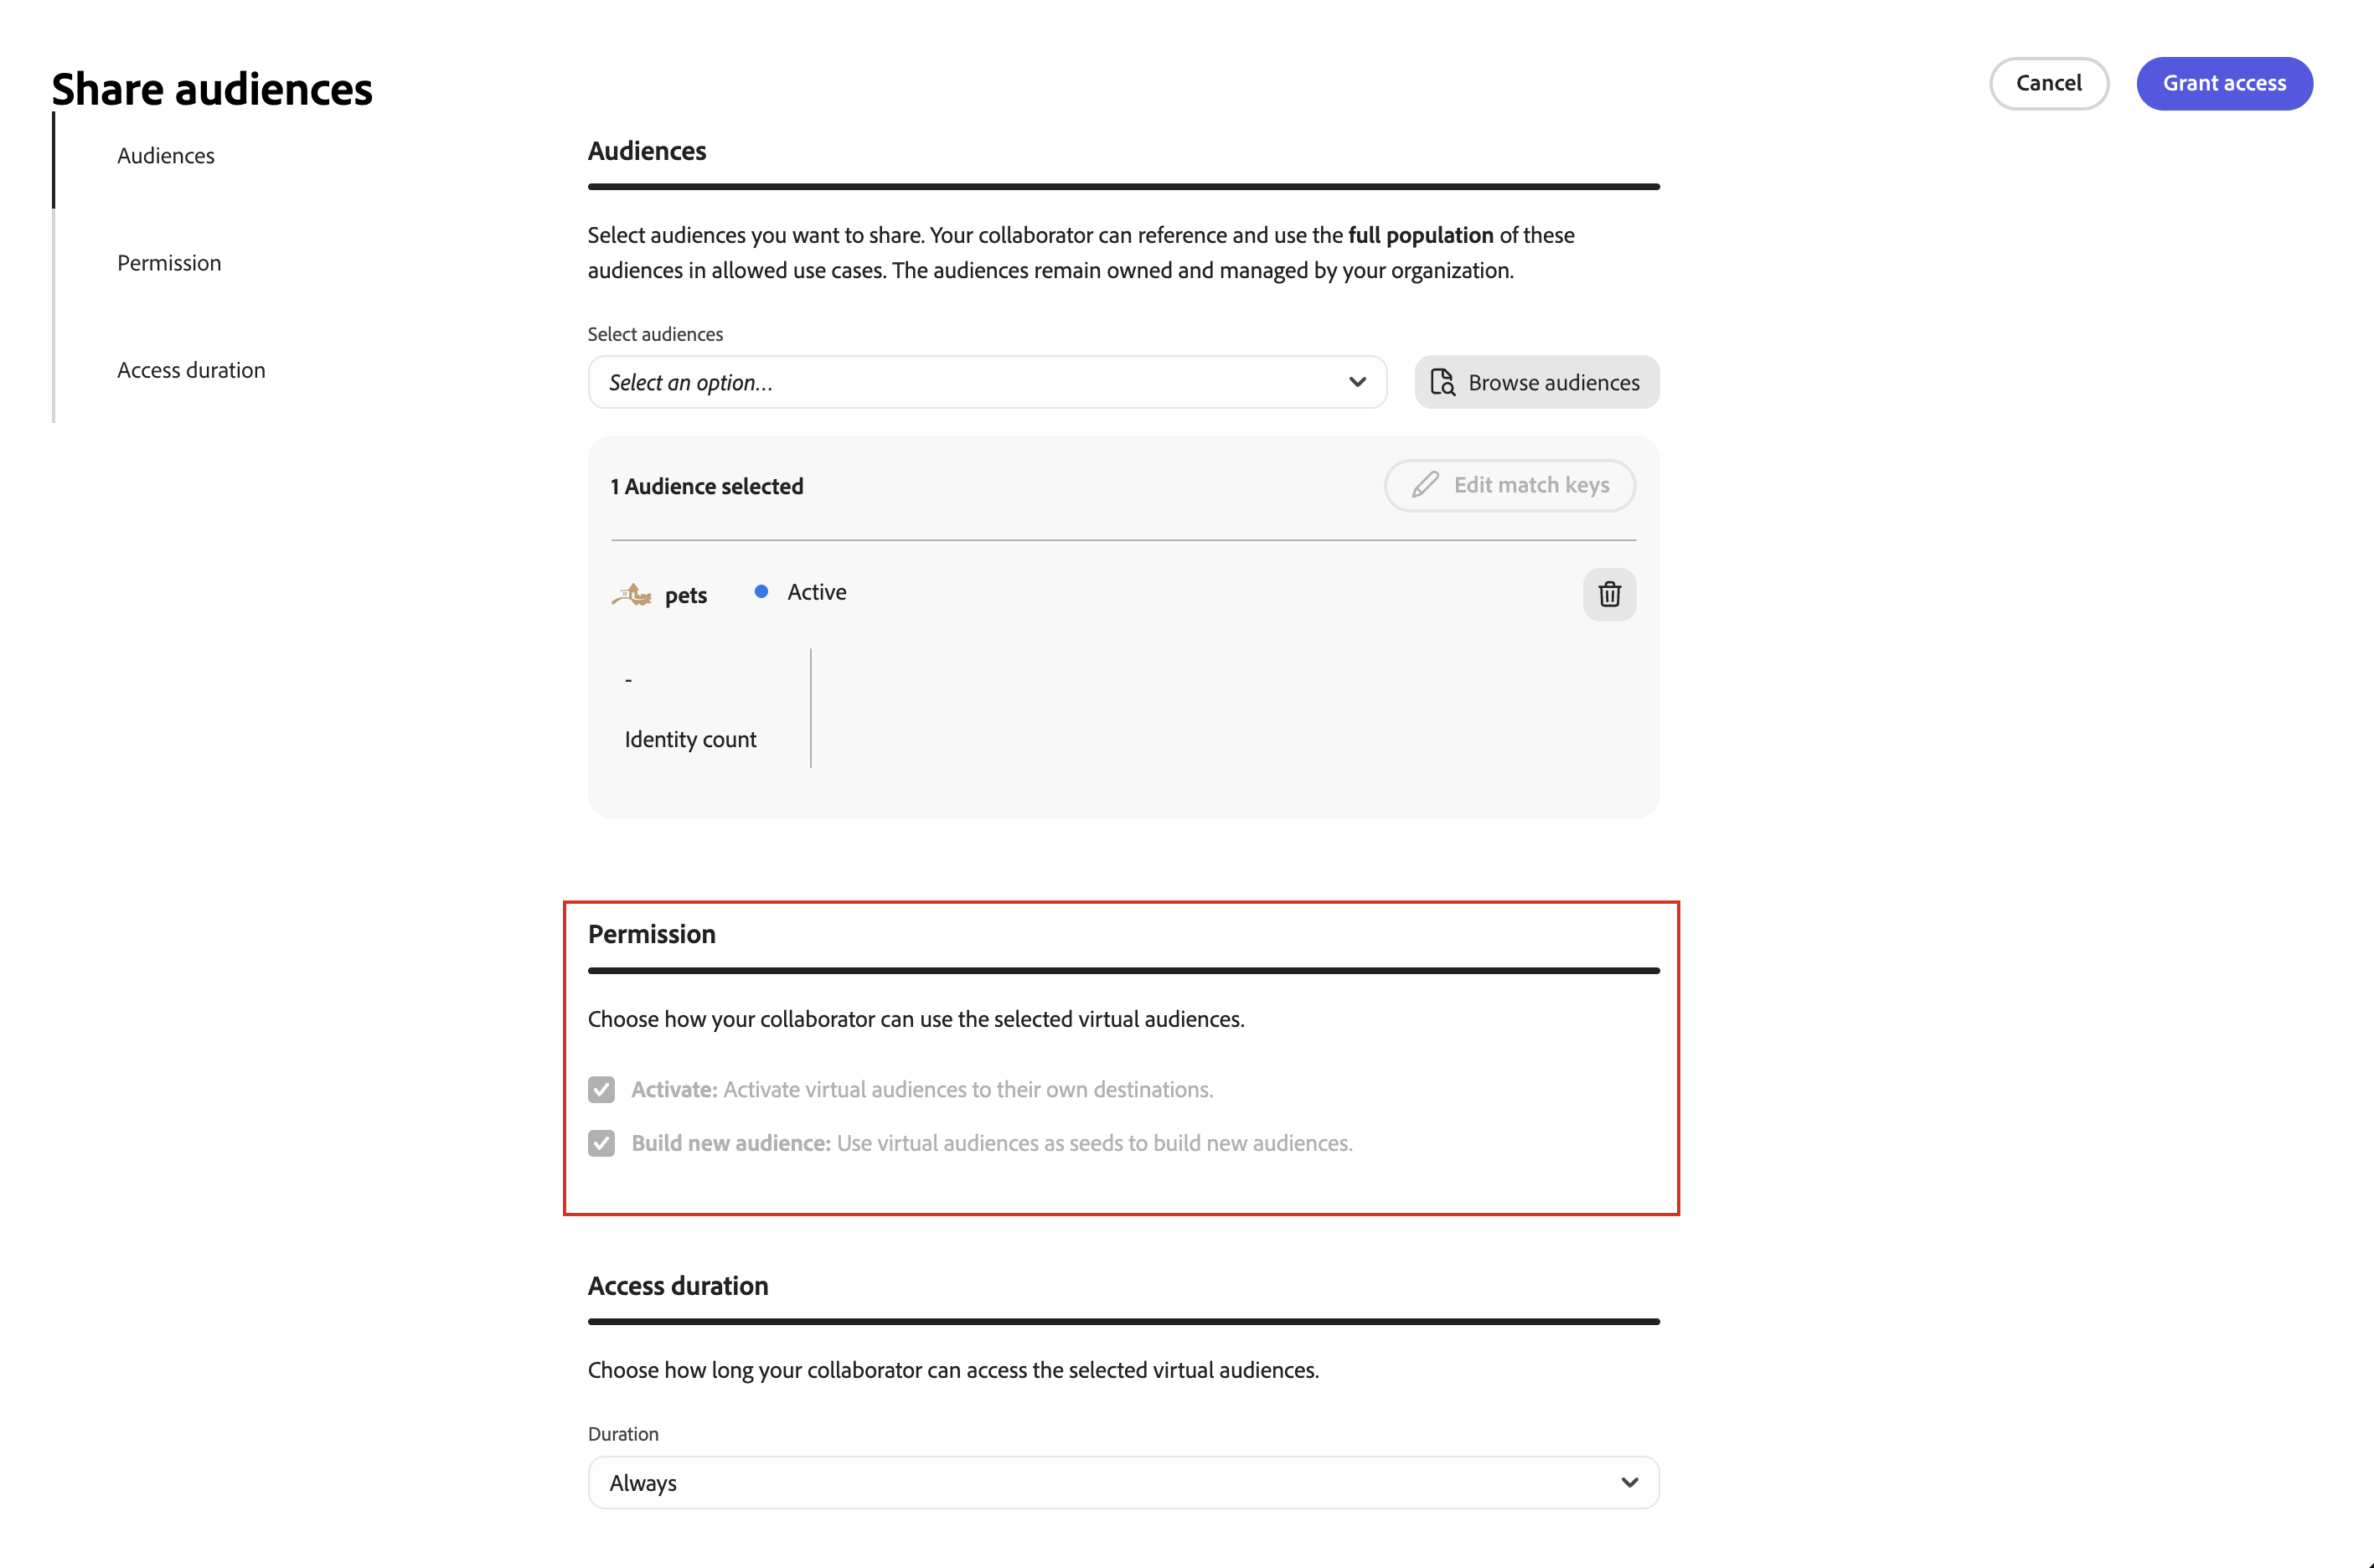 Share audiences
Cancel
Grant access
Audiences
Permission
Access duration
Audiences
Select audiences you want to share. Your collaborator can reference and use the full population of these
audiences in allowed use cases. The audiences remain owned and managed by your organization.
Select audiences
Select an option...
Browse audiences
1 Audience selected
Edit match keys
pets
Active
-
Identity count
Permission
Choose how your collaborator can use the selected virtual audiences.
Activate: Activate virtual audiences to their own destinations.
Build new audience: Use virtual audiences as seeds to build new audiences.
Access duration
Choose how long your collaborator can access the selected virtual audiences.
Duration
Always